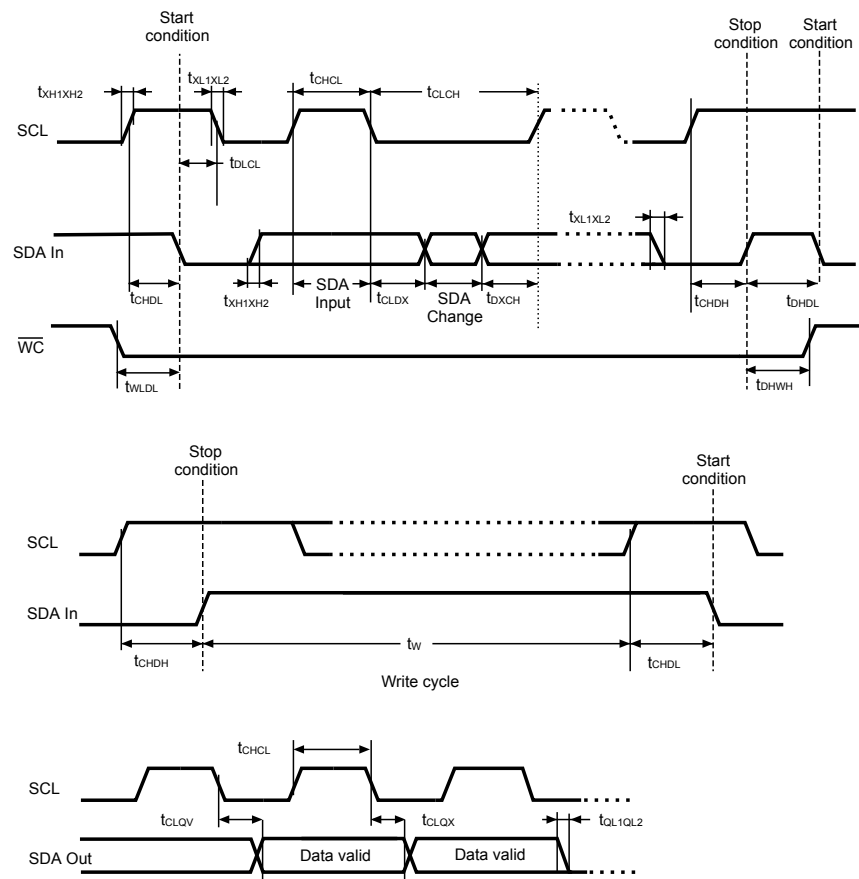 Start
condition
Stop
condition
Start
condition
tXH1XH2
tXL1XL2
tCHCL
tCLCH
SCL
tDLCL
tXL1XL2
SDA In
tCHDL
tXH1XH2
SDA
Input
tCLDX
SDA
Change
tDXCH
tCHDH
tDHDL
WC
tWLDL
tDHWH
Stop
condition
Start
condition
SCL
SDA In
tCHDH
tW
tCHDL
Write cycle
tCHCL
SCL
tCLQV
tCLQX
tQL1QL2
SDA Out
Data valid
Data valid